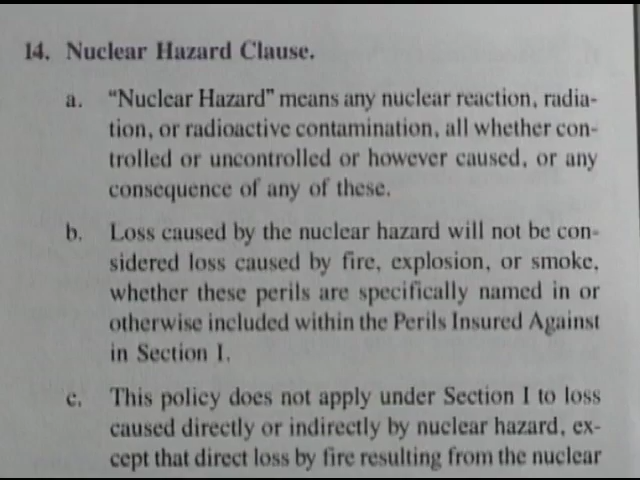 14. Nuclear Hazard Clause.
a. “Nuclear Hazard” means any nuclear reaction, radia-
tion, or radioactive contamination, all whether con-
trolled or uncontrolled or however caused, or any
consequence of any of these.
b. Loss caused by the nuclear hazard will not be con-
sidered loss caused by fire, explosion, or smoke,
whether these perils are specifically named in or
otherwise included within the Perils Insured Against
in Section I.
c. This policy does not apply under Section I to loss
caused directly or indirectly by nuclear hazard, ex-
cept that direct loss by fire resulting from the nuclear